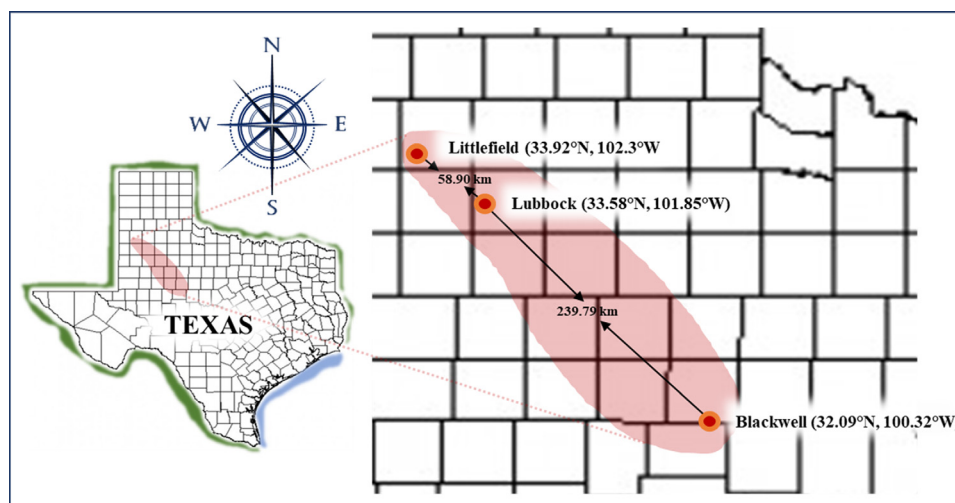 N
W
E
S
TEXAS
Littlefield (33.92°N, 102.3°W
58.90 km
Lubbock (33.58°N, 101.85°W)
239.79 km
Blackwell (32.09°N, 100.32°W